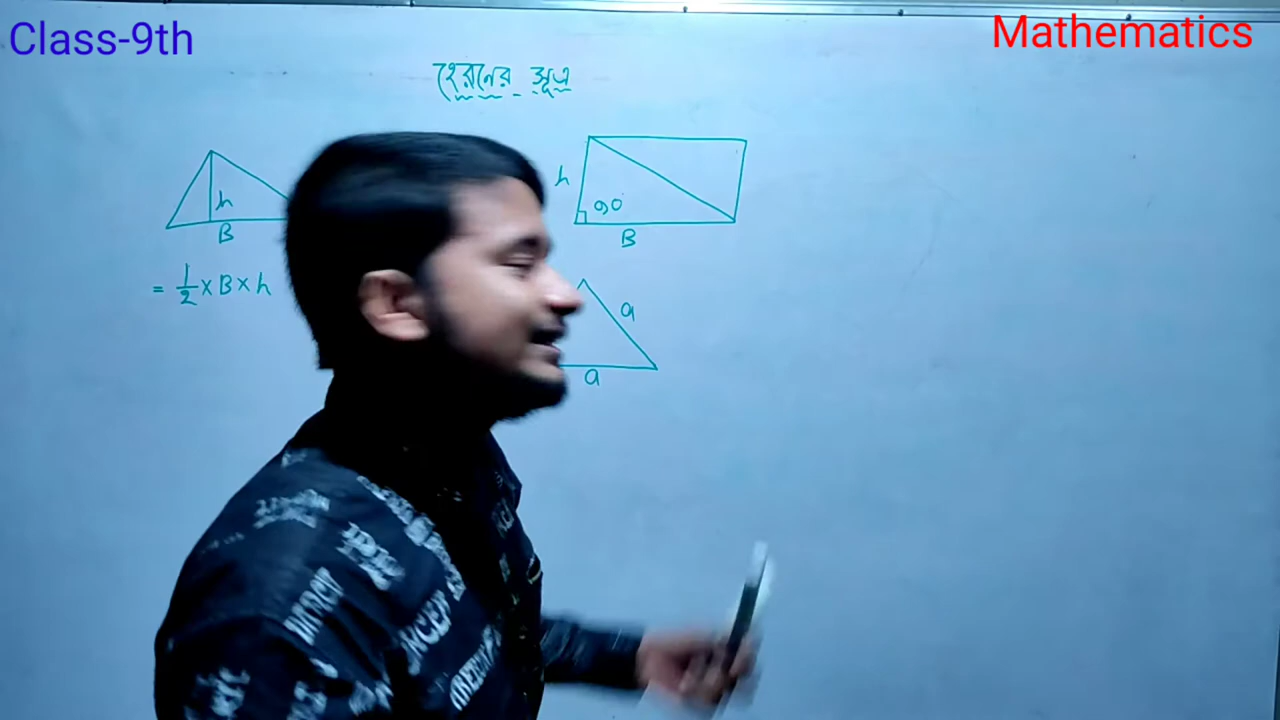 Class-9th
Mathematics
হেরনের সূত্র
h
B
= 1/2 × B × h
h
90°
B
a
a